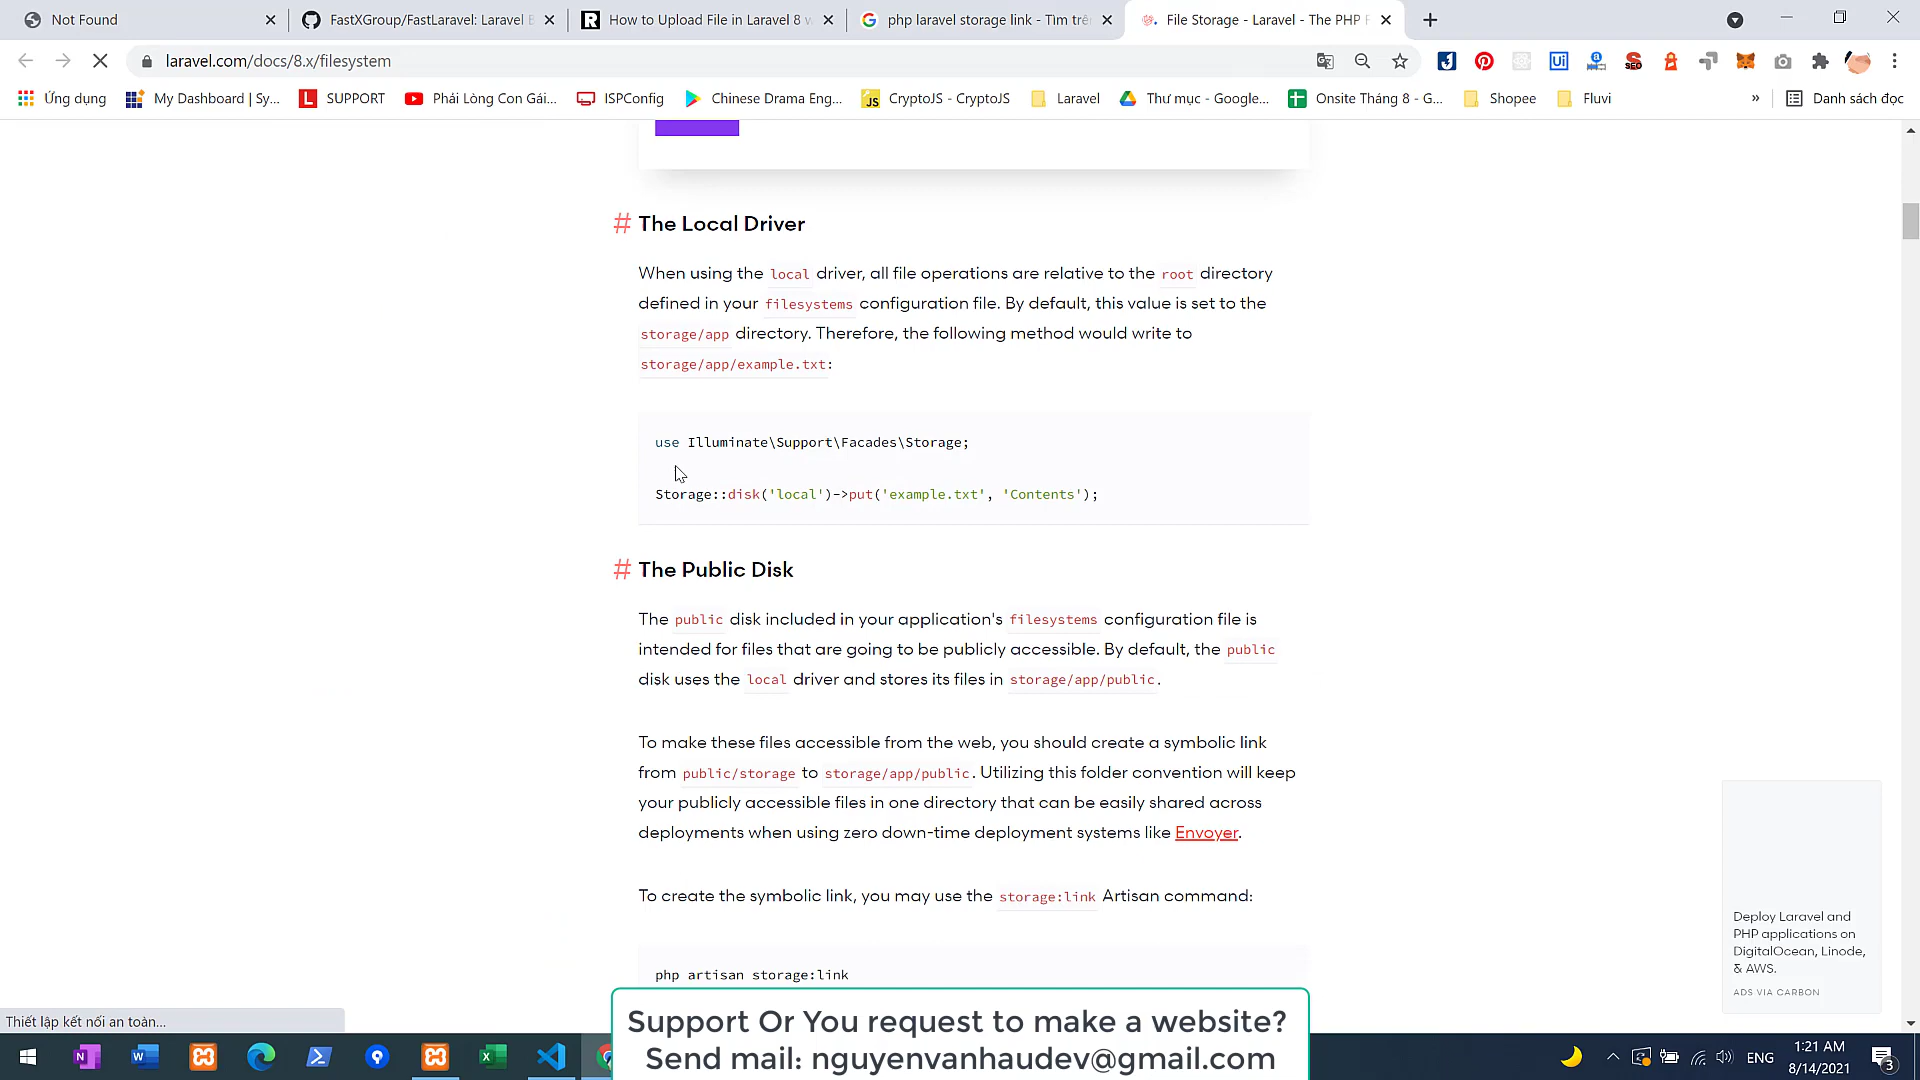 Not Found
FastXGroup/FastLaravel: Laravel B
How to Upload File in Laravel 8 w
php laravel storage link - Tìm trê
File Storage - Laravel - The PHP F
laravel.com/docs/8.x/filesystem
Ứng dụng
My Dashboard | Sy...
SUPPORT
Phải Lòng Con Gái...
ISPConfig
Chinese Drama Eng...
CryptoJS - CryptoJS
Laravel
Thư mục - Google...
Onsite Tháng 8 - G...
Shopee
Fluvi
»
Danh sách đọc
# The Local Driver
When using the local driver, all file operations are relative to the root directory
defined in your filesystems configuration file. By default, this value is set to the
storage/app directory. Therefore, the following method would write to
storage/app/example.txt:
use Illuminate\Support\Facades\Storage;
Storage::disk('local')->put('example.txt', 'Contents');
# The Public Disk
The public disk included in your application's filesystems configuration file is
intended for files that are going to be publicly accessible. By default, the public
disk uses the local driver and stores its files in storage/app/public.
To make these files accessible from the web, you should create a symbolic link
from public/storage to storage/app/public. Utilizing this folder convention will keep
your publicly accessible files in one directory that can be easily shared across
deployments when using zero down-time deployment systems like Envoyer.
To create the symbolic link, you may use the storage:link Artisan command:
php artisan storage:link
Deploy Laravel and
PHP applications on
DigitalOcean, Linode,
& AWS.
ADS VIA CARBON
Thiết lập kết nối an toàn...
Support Or You request to make a website?
Send mail: nguyenvanhaudev@gmail.com
ENG
1:21 AM
8/14/2021
3